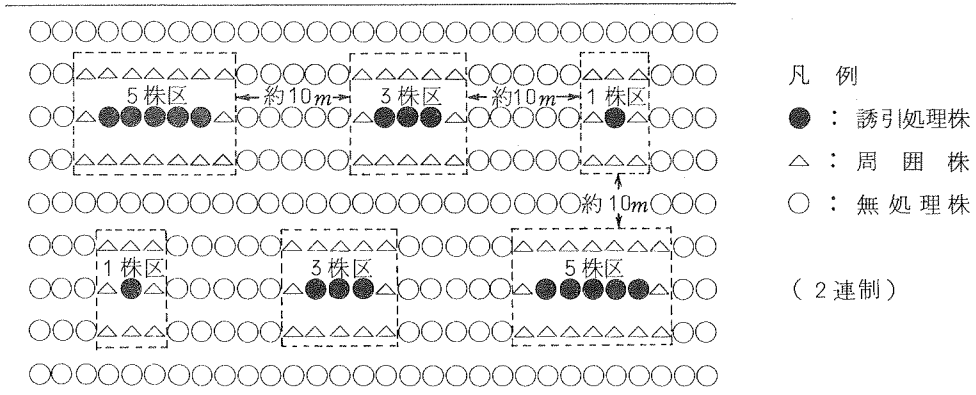 5株区
約10m
3株区
約10m
1株区
約10m
1株区
3株区
5株区
凡例
● : 誘引処理株
△ : 周囲株
○ : 無処理株
(2連制)